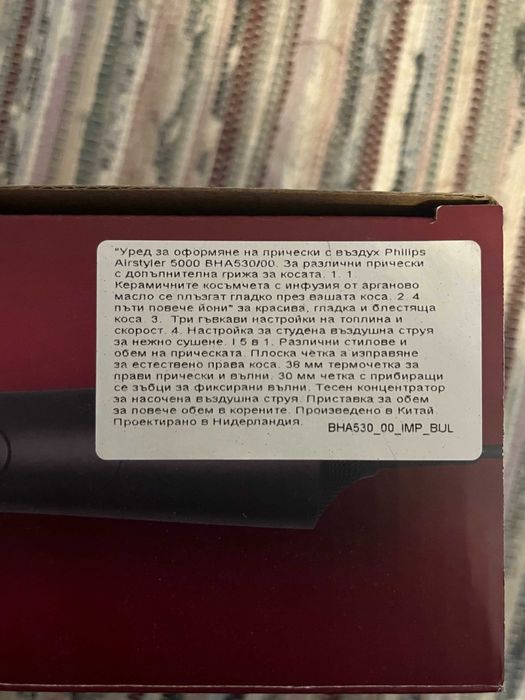 "Уред за оформяне на прически с въздух Philips
Airstyler 5000 BHA530/00. За различни прически
с допълнителна грижа за косата. 1. 1.
Керамичните косъмчета с инфузия от арганово
масло се плъзгат гладко през вашата коса. 2. 4
пъти повече йони* за красива, гладка и блестяща
коса. 3. Три гъвкави настройки на топлина и
скорост. 4. Настройка за студена въздушна струя
за нежно сушене. I 5 в 1. Различни стилове и
обем на прическата. Плоска четка а изправяне
за естествено права коса. 38 мм термочетка за
прави прически и вълни. 30 мм четка с прибиращи
се зъбци за фиксирани вълни. Тесен концентратор
за насочена въздушна струя. Приставка за обем
за повече обем в корените. Произведено в Китай.
Проектирано в Нидерландия.
BHA530_00_IMP_BUL